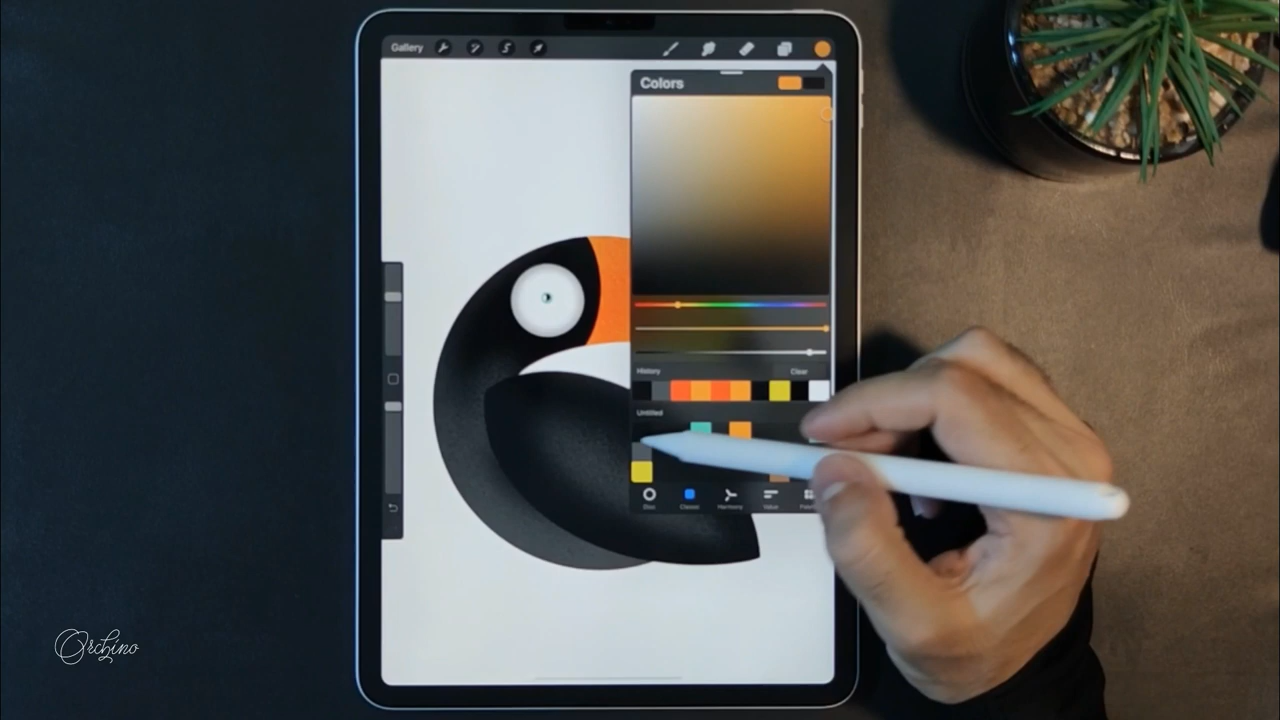 Gallery
Colors
History Clear
Untitled
Disc Classic Harmony Value
Orchino